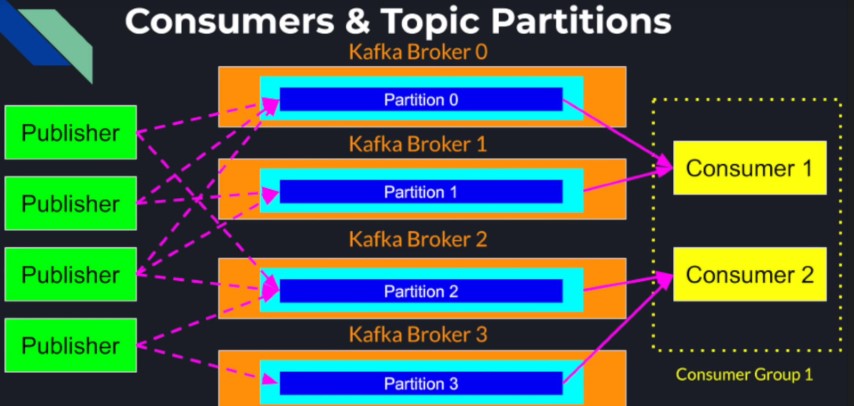 Consumers & Topic Partitions
Kafka Broker 0
Partition 0
Publisher
Kafka Broker 1
Consumer 1
Partition 1
Publisher
Kafka Broker 2
Publisher
Consumer 2
Partition 2
Kafka Broker 3
Publisher
Consumer Group 1
Partition 3